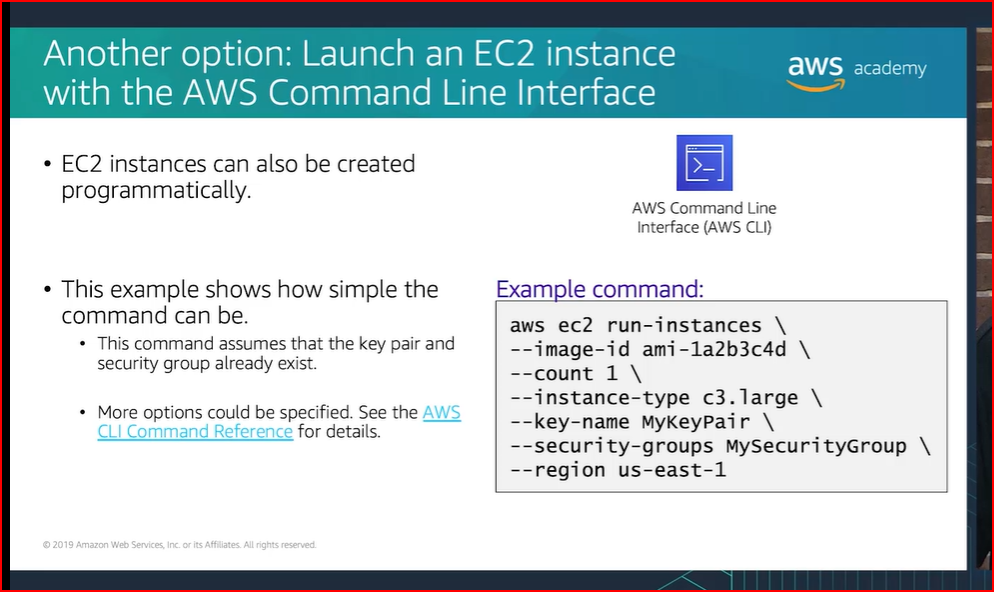 Another option: Launch an EC2 instance
with the AWS Command Line Interface
aws academy
• EC2 instances can also be created
programmatically.
AWS Command Line
Interface (AWS CLI)
• This example shows how simple the
command can be.
• This command assumes that the key pair and
security group already exist.
• More options could be specified. See the AWS
CLI Command Reference for details.
Example command:
aws ec2 run-instances \
--image-id ami-1a2b3c4d \
--count 1 \
--instance-type c3.large \
--key-name MyKeyPair \
--security-groups MySecurityGroup \
--region us-east-1
© 2019 Amazon Web Services, Inc. or its Affiliates. All rights reserved.